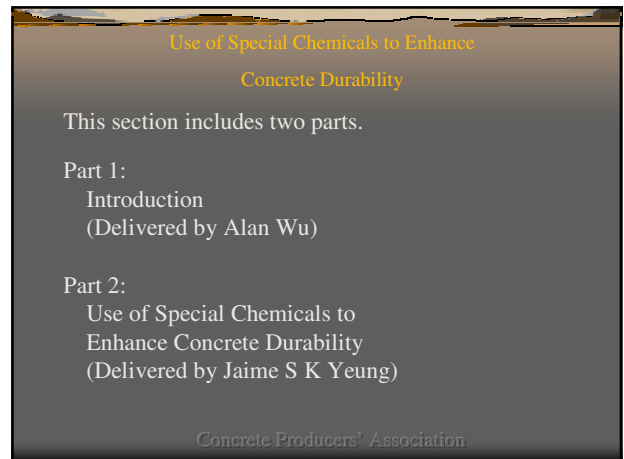 Use of Special Chemicals to Enhance
Concrete Durability
This section includes two parts.
Part 1:
Introduction
(Delivered by Alan Wu)
Part 2:
Use of Special Chemicals to
Enhance Concrete Durability
(Delivered by Jaime S K Yeung)
Concrete Producers' Association